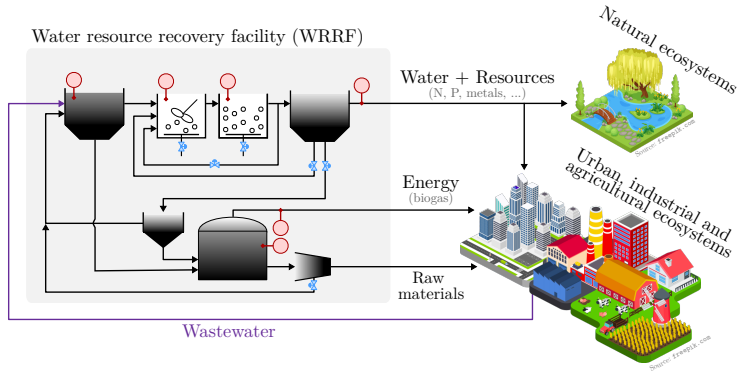 Water resource recovery facility (WRRF)
Natural ecosystems
Water + Resources
(N, P, metals, ...)
Source: freepik.com
Urban, industrial and
agricultural ecosystems
Energy
(biogas)
Raw
materials
Wastewater
Source: freepik.com